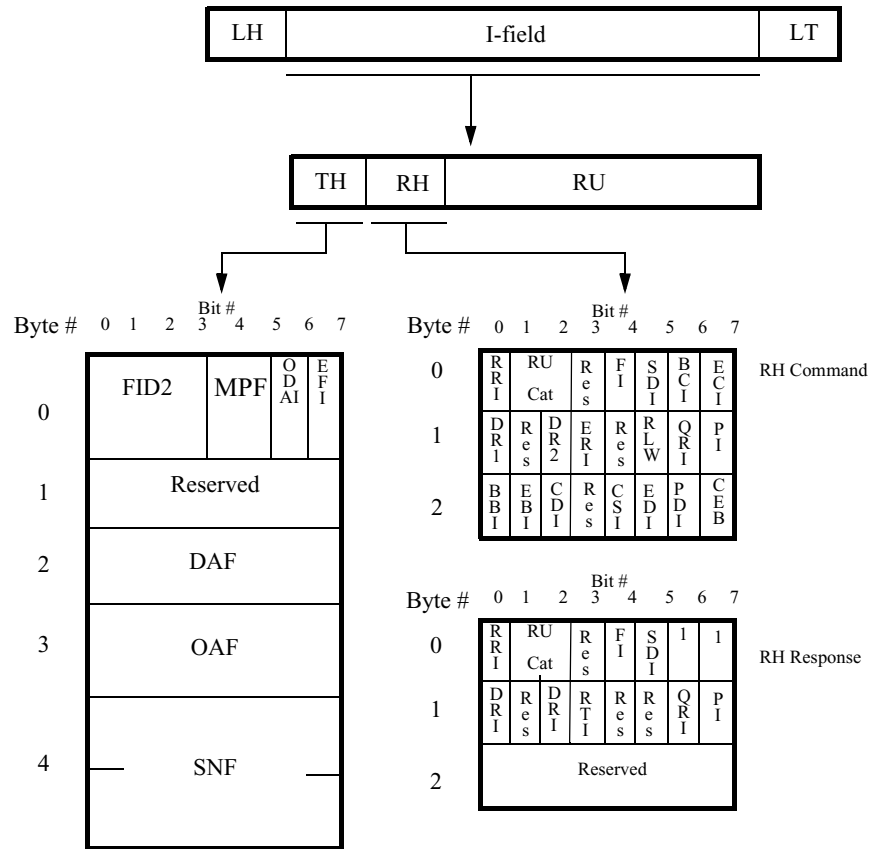 LH I-field LT
TH RH RU
Bit #
Byte # 0 1 2 3 4 5 6 7
0 FID2 MPF ODAI EFI
1 Reserved
2 DAF
3 OAF
4 SNF
Bit #
Byte # 0 1 2 3 4 5 6 7
0 RRI RU Cat Res FI SDI BCI ECI RH Command
1 DR1 Res DR2 ERI Res RLW QRI PI
2 BBI EBI CDI Res CSI EDI PDI CEB
Bit #
Byte # 0 1 2 3 4 5 6 7
0 RRI RU Cat Res FI SDI 1 1 RH Response
1 DRI Res DRI RTI Res Res QRI PI
2 Reserved